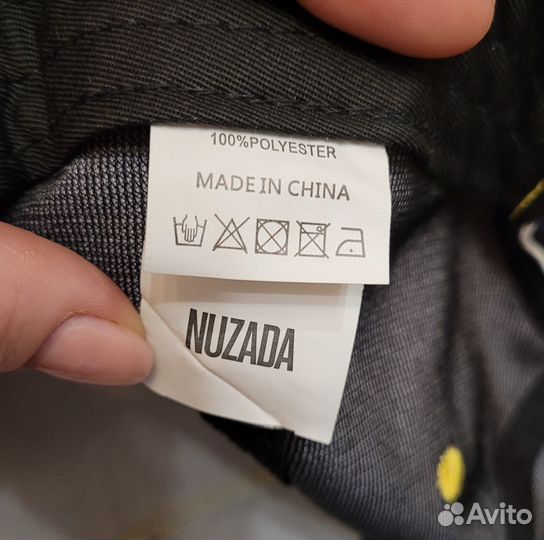 100%POLYESTER
MADE IN CHINA
NUZADA
Avito